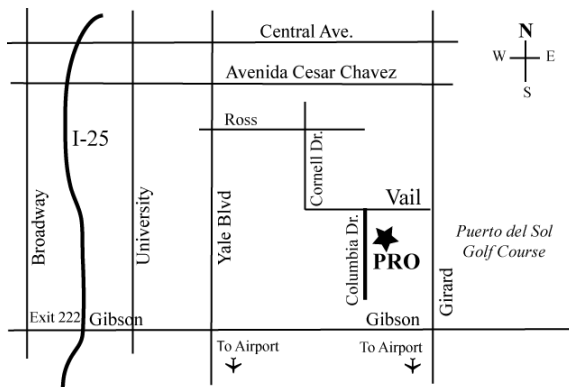 Central Ave.
N
W E
S
Avenida Cesar Chavez
Ross
I-25
Cornell Dr.
Broadway
University
Yale Blvd
Vail
Columbia Dr.
PRO
Puerto del Sol
Golf Course
Girard
Exit 222
Gibson
Gibson
To Airport
To Airport